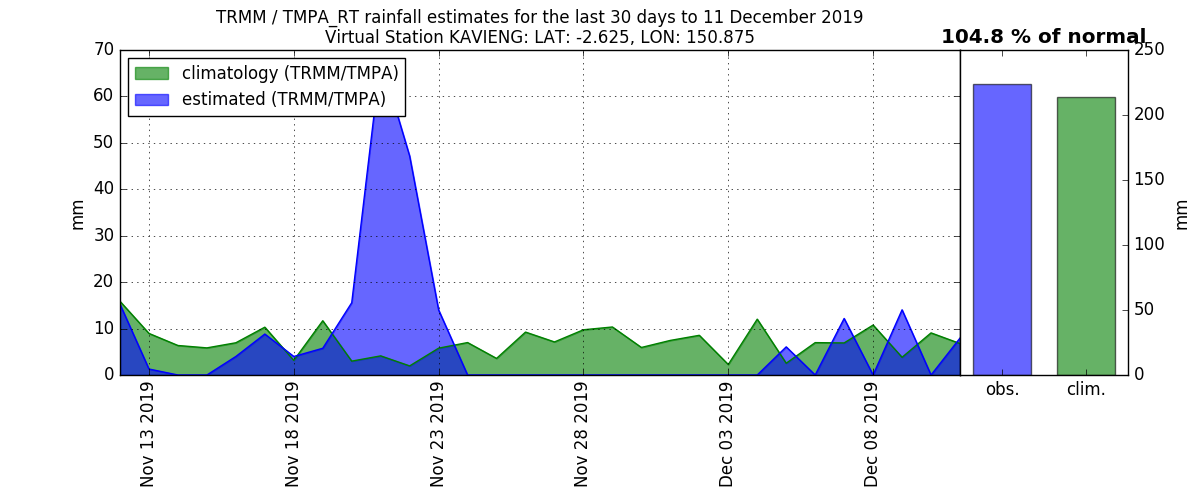 TRMM / TMPA_RT rainfall estimates for the last 30 days to 11 December 2019
Virtual Station KAVIENG: LAT: -2.625, LON: 150.875
104.8 % of normal
climatology (TRMM/TMPA)
estimated (TRMM/TMPA)
70
60
50
40
30
20
10
0
mm
Nov 13 2019
Nov 18 2019
Nov 23 2019
Nov 28 2019
Dec 03 2019
Dec 08 2019
250
200
150
100
50
0
mm
obs.
clim.